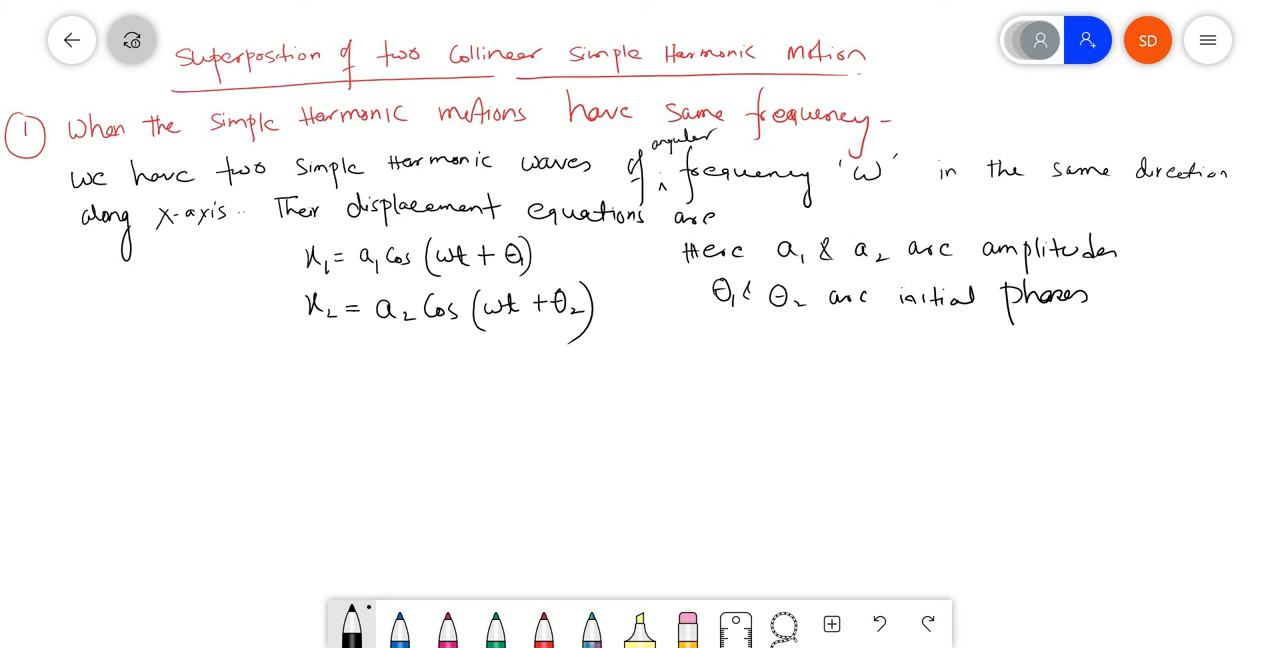 SD
Superposition of two Collinear Simple Harmonic Motion
1 When the Simple Harmonic motions have same frequency-
We have two Simple Harmonic waves of angular frequency 'ω' in the same direction
along X-axis. Their displacement equations are
x₁ = a₁ Cos (ωt + θ₁)
Here a₁ & a₂ are amplitudes
x₂ = a₂ Cos (ωt + θ₂)
θ₁ & θ₂ are initial phases